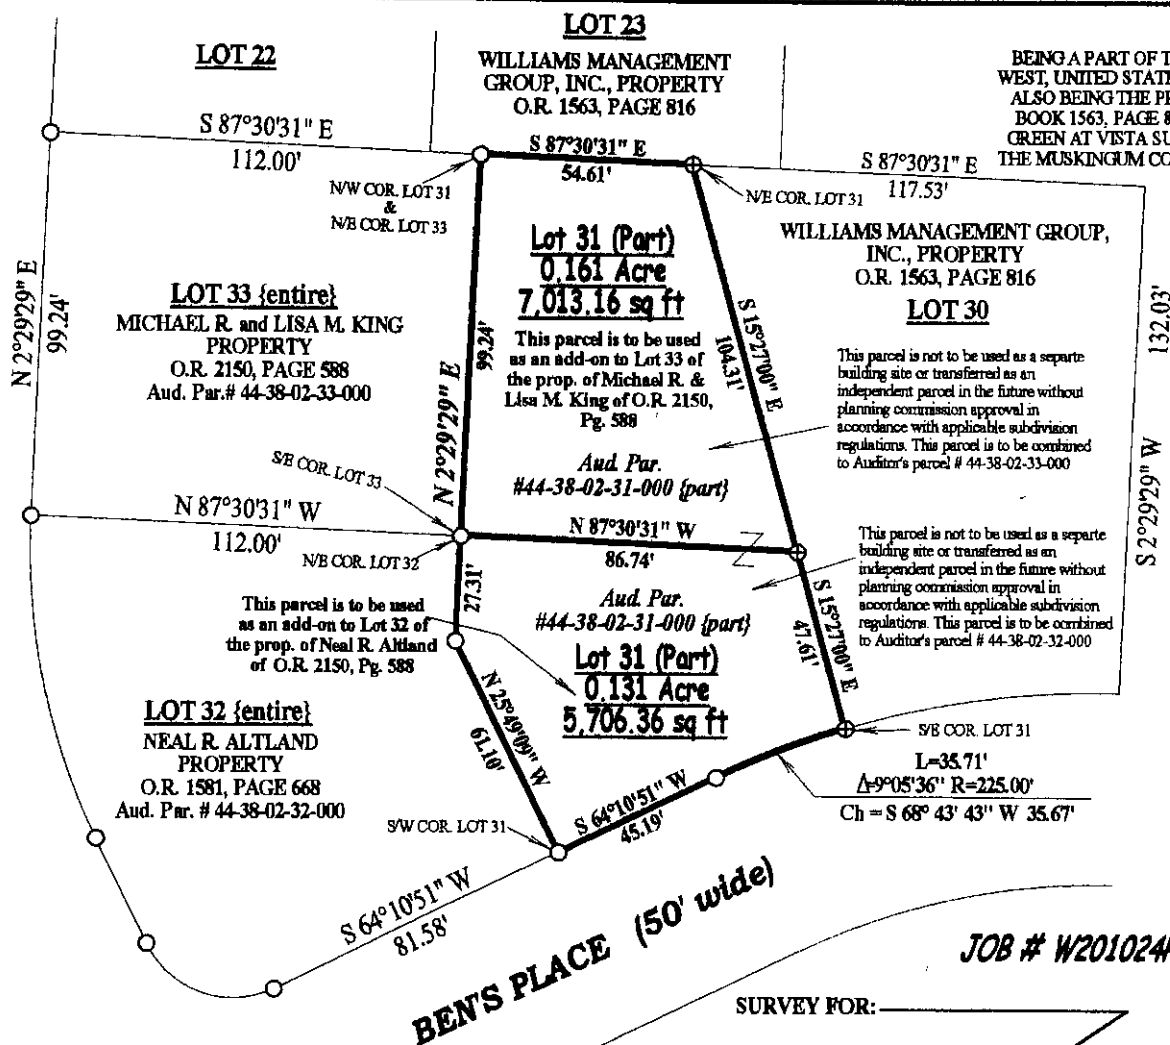 LOT 22
LOT 23
WILLIAMS MANAGEMENT
GROUP, INC., PROPERTY
O.R. 1563, PAGE 816
BEING A PART OF
WEST, UNITED
ALSO BEING THE
BOOK 1563, PAGE
GREEN AT VISTA
THE MUSKINGUM
S 87°30'31" E
112.00'
S 87°30'31" E
54.61'
S 87°30'31" E
117.53'
N/W COR. LOT 31
&
N/E COR. LOT 33
N/E COR. LOT 31
N 2°29'29" E
99.24'
LOT 33 {entire}
MICHAEL R. and LISA M. KING
PROPERTY
O.R. 2150, PAGE 588
Aud. Par.# 44-38-02-33-000
N 2°29'29" E
99.24'
Lot 31 (Part)
0.161 Acre
7,013.16 sq ft
This parcel is to be used
as an add-on to Lot 33 of
the prop. of Michael R. &
Lisa M. King of O.R. 2150,
Pg. 588
Aud. Par.
#44-38-02-31-000 {part}
S 15°27'00" E
104.31'
WILLIAMS MANAGEMENT GROUP,
INC., PROPERTY
O.R. 1563, PAGE 816
LOT 30
This parcel is not to be used as a separte
building site or transferred as an
independent parcel in the future without
planning commission approval in
accordance with applicable subdivision
regulations. This parcel is to be combined
to Auditor's parcel # 44-38-02-33-000
132.03'
S 2°29'29" W
S/E COR. LOT 33
N 87°30'31" W
112.00'
N/E COR. LOT 32
N 87°30'31" W
86.74'
Z
27.31'
This parcel is to be used
as an add-on to Lot 32 of
the prop. of Neal R. Altland
of O.R. 2150, Pg. 588
Aud. Par.
#44-38-02-31-000 {part}
Lot 31 (Part)
0.131 Acre
5,706.36 sq ft
S 15°27'00" E
47.61'
This parcel is not to be used as a separte
building site or transferred as an
independent parcel in the future without
planning commission approval in
accordance with applicable subdivision
regulations. This parcel is to be combined
to Auditor's parcel # 44-38-02-32-000
LOT 32 {entire}
NEAL R. ALTLAND
PROPERTY
O.R. 1581, PAGE 668
Aud. Par. # 44-38-02-32-000
N 25°49'09" W
61.10'
S/W COR. LOT 31
S 64°10'51" W
45.19'
S/E COR. LOT 31
L=35.71'
Δ=9°05'36" R=225.00'
Ch = S 68° 43' 43" W 35.67'
S 64°10'51" W
81.58'
BEN'S PLACE (50' wide)
JOB # W201024
SURVEY FOR: